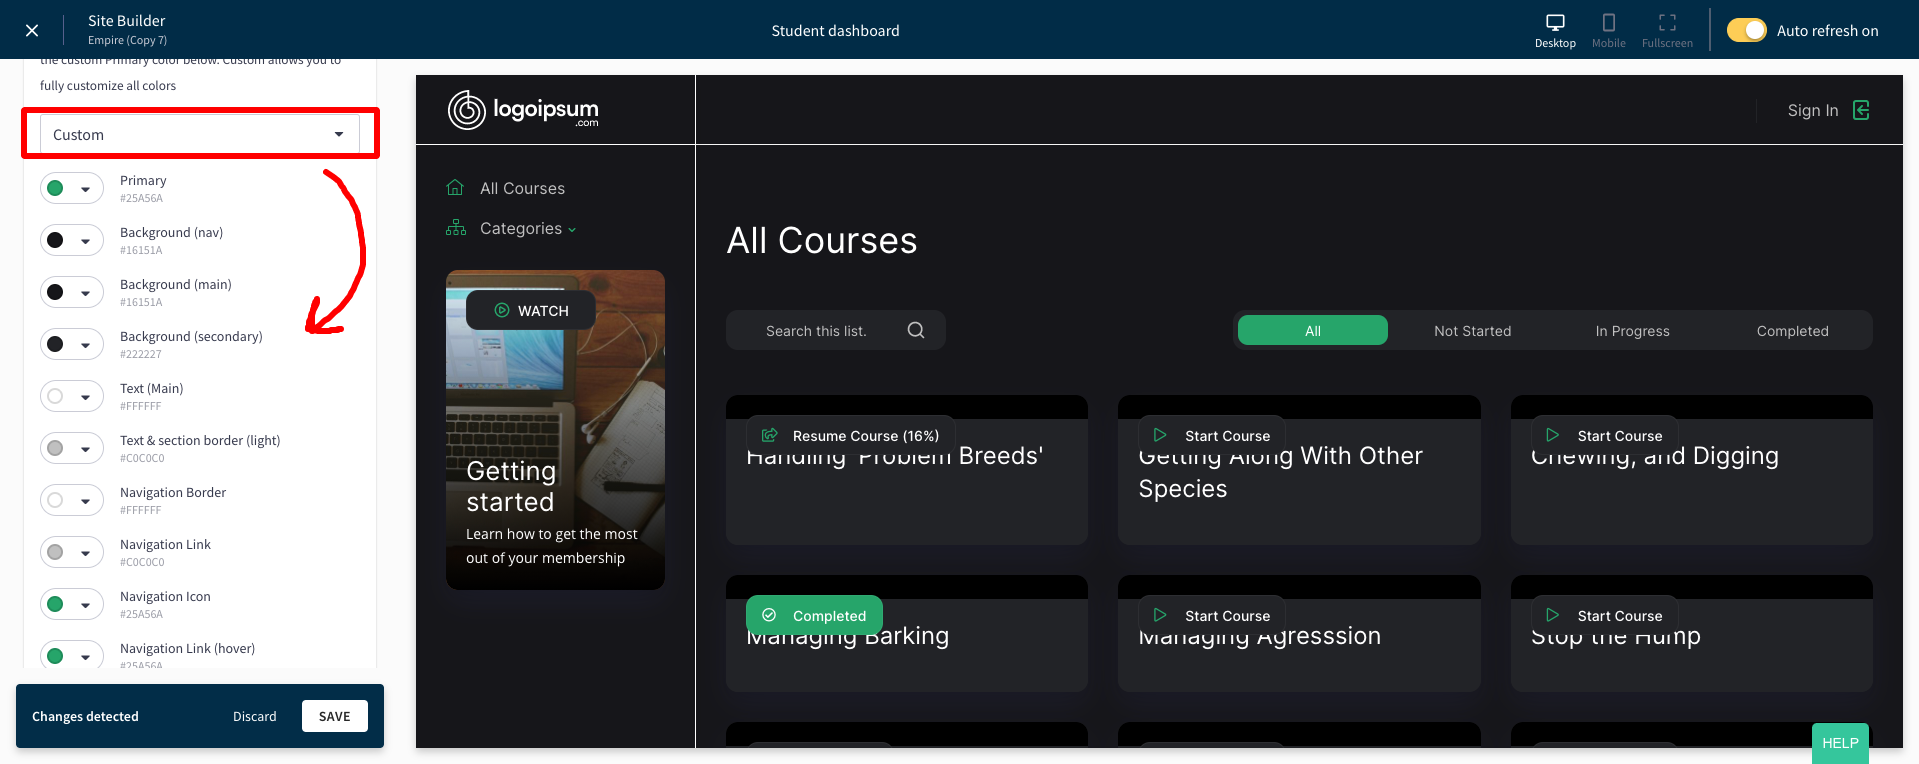 Site Builder
Empire (Copy 7)
Student dashboard
Desktop
Mobile
Fullscreen
Auto refresh on
the custom Primary color below. Custom allows you to
fully customize all colors
Custom
Primary
#25A56A
Background (nav)
#16151A
Background (main)
#16151A
Background (secondary)
#222227
Text (Main)
#FFFFFF
Text & section border (light)
#C0C0C0
Navigation Border
#FFFFFF
Navigation Link
#C0C0C0
Navigation Icon
#25A56A
Navigation Link (hover)
#25A56A
Changes detected
Discard
SAVE
logoipsum
.com
Sign In
All Courses
Categories
WATCH
Getting
started
Learn how to get the most
out of your membership
All Courses
Search this list.
All
Not Started
In Progress
Completed
Resume Course (16%)
Handling 'Problem Breeds'
Start Course
Getting Along With Other
Species
Start Course
Chewing, and Digging
Completed
Managing Barking
Start Course
Managing Agresssion
Start Course
Stop the Hump
HELP